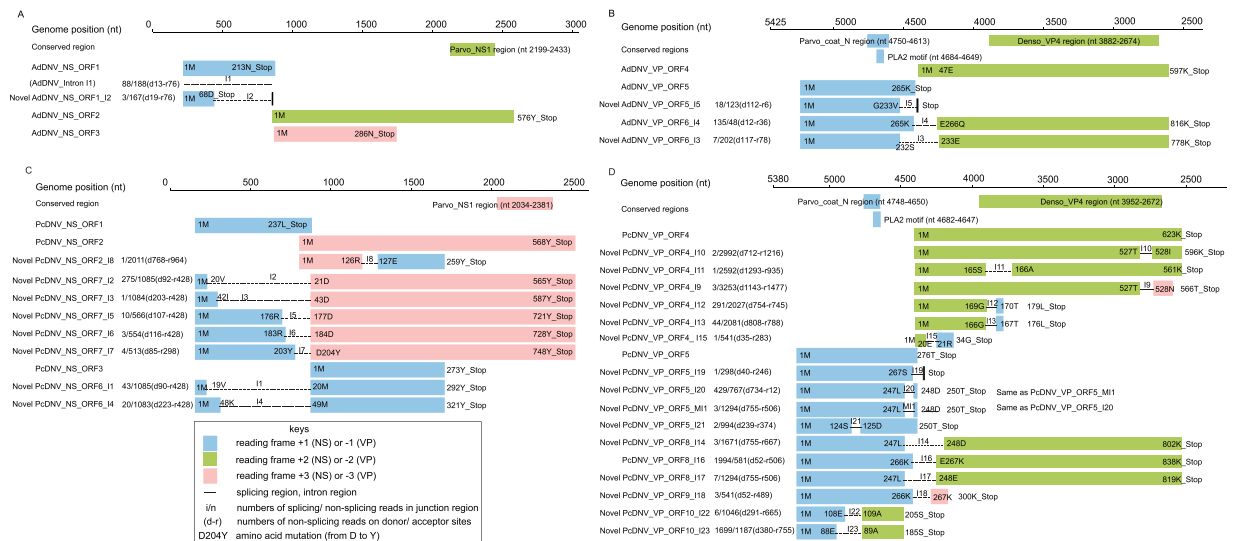 A
Genome position (nt)
0 500 1000 1500 2000 2500 3000
Conserved region
Parvo_NS1 region (nt 2199-2433)
AdDNV_NS_ORF1 1M 213N_Stop
(AdDNV_Intron I1) 88/188(d13-r76) I1
Novel AdDNV_NS_ORF1_I2 3/167(d19-r76) 1M 68D_Stop I2
AdDNV_NS_ORF2 1M 576Y_Stop
AdDNV_NS_ORF3 1M 286N_Stop
B
Genome position (nt)
5425 5000 4500 4000 3500 3000 2500
Conserved regions
Parvo_coat_N region (nt 4750-4613)
Denso_VP4 region (nt 3882-2674)
PLA2 motif (nt 4684-4649)
AdDNV_VP_ORF4 1M 47E 597K_Stop
AdDNV_VP_ORF5 1M 265K_Stop
Novel AdDNV_VP_ORF5_I5 18/123(d112-r6) 1M G233V I5 Stop
AdDNV_VP_ORF6_I4 135/48(d12-r36) 1M 265K I4 E266Q 816K_Stop
Novel AdDNV_VP_ORF6_I3 7/202(d117-r78) 1M 232S I3 233E 778K_Stop
C
Genome position (nt)
0 500 1000 1500 2000 2500
Conserved region
Parvo_NS1 region (nt 2034-2381)
PcDNV_NS_ORF1 1M 237L_Stop
PcDNV_NS_ORF2 1M 568Y_Stop
Novel PcDNV_NS_ORF2_I8 1/2011(d768-r964) 1M 126R I8 127E 259Y_Stop
Novel PcDNV_NS_ORF7_I2 275/1085(d92-r428) 1M 20V I2 21D 565Y_Stop
Novel PcDNV_NS_ORF7_I3 1/1084(d203-r428) 1M 42I I3 43D 587Y_Stop
Novel PcDNV_NS_ORF7_I5 10/566(d107-r428) 1M 176R I5 177D 721Y_Stop
Novel PcDNV_NS_ORF7_I6 3/554(d116-r428) 1M 183R I6 184D 728Y_Stop
Novel PcDNV_NS_ORF7_I7 4/513(d85-r298) 1M 203Y I7 D204Y 748Y_Stop
PcDNV_NS_ORF3 1M 273Y_Stop
Novel PcDNV_NS_ORF6_I1 43/1085(d90-r428) 1M 19V I1 20M 292Y_Stop
Novel PcDNV_NS_ORF6_I4 20/1083(d223-r428) 1M 48K I4 49M 321Y_Stop
keys
reading frame +1 (NS) or -1 (VP)
reading frame +2 (NS) or -2 (VP)
reading frame +3 (NS) or -3 (VP)
splicing region, intron region
i/n numbers of splicing/ non-splicing reads in junction region
(d-r) numbers of non-splicing reads on donor/ acceptor sites
D204Y amino acid mutation (from D to Y)
D
Genome position (nt)
5380 5000 4500 4000 3500 3000 2500
Conserved regions
Parvo_coat_N region (nt 4748-4650)
Denso_VP4 region (nt 3952-2672)
PLA2 motif (nt 4682-4647)
PcDNV_VP_ORF4 1M 623K_Stop
Novel PcDNV_VP_ORF4_I10 2/2992(d712-r1216) 1M 527T I10 528I 596K_Stop
Novel PcDNV_VP_ORF4_I11 1/2592(d1293-r935) 1M 165S I11 166A 561K_Stop
Novel PcDNV_VP_ORF4_I9 3/3253(d1143-r1477) 1M 527T I9 528N 566T_Stop
Novel PcDNV_VP_ORF4_I12 291/2027(d754-r745) 1M 169G I12 170T 179L_Stop
Novel PcDNV_VP_ORF4_I13 44/2081(d808-r788) 1M 166G I13 167T 176L_Stop
Novel PcDNV_VP_ORF4_I15 1/541(d35-r283) 1M 20E I15 21R 34G_Stop
PcDNV_VP_ORF5 1M 276T_Stop
Novel PcDNV_VP_ORF5_I19 1/298(d40-r246) 1M 267S I19 Stop
Novel PcDNV_VP_ORF5_I20 429/767(d734-r12) 1M 247L I20 248D 250T_Stop Same as PcDNV_VP_ORF5_MI1
Novel PcDNV_VP_ORF5_MI1 3/1294(d755-r506) 1M 247L MI1 248D 250T_Stop Same as PcDNV_VP_ORF5_I20
Novel PcDNV_VP_ORF5_I21 2/994(d239-r374) 1M 124S I21 125D 250T_Stop
Novel PcDNV_VP_ORF8_I14 3/1671(d755-r667) 1M 247L I14 248D 802K_Stop
PcDNV_VP_ORF8_I16 1994/581(d52-r506) 1M 266K I16 E267K 838K_Stop
Novel PcDNV_VP_ORF8_I17 7/1294(d755-r506) 1M 247L I17 248E 819K_Stop
Novel PcDNV_VP_ORF9_I18 3/541(d52-r489) 1M 266K I18 267K 300K_Stop
Novel PcDNV_VP_ORF10_I22 6/1046(d291-r665) 1M 108E I22 109A 205S_Stop
Novel PcDNV_VP_ORF10_I23 1699/1187(d380-r755) 1M 88E I23 89A 185S_Stop